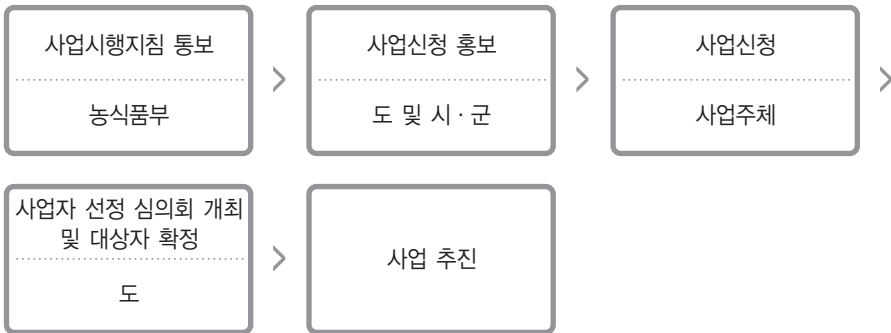 사업시행지침 통보
농식품부
>
사업신청 홍보
도 및 시·군
>
사업신청
사업주체
>
사업자 선정 심의회 개최
및 대상자 확정
도
>
사업 추진